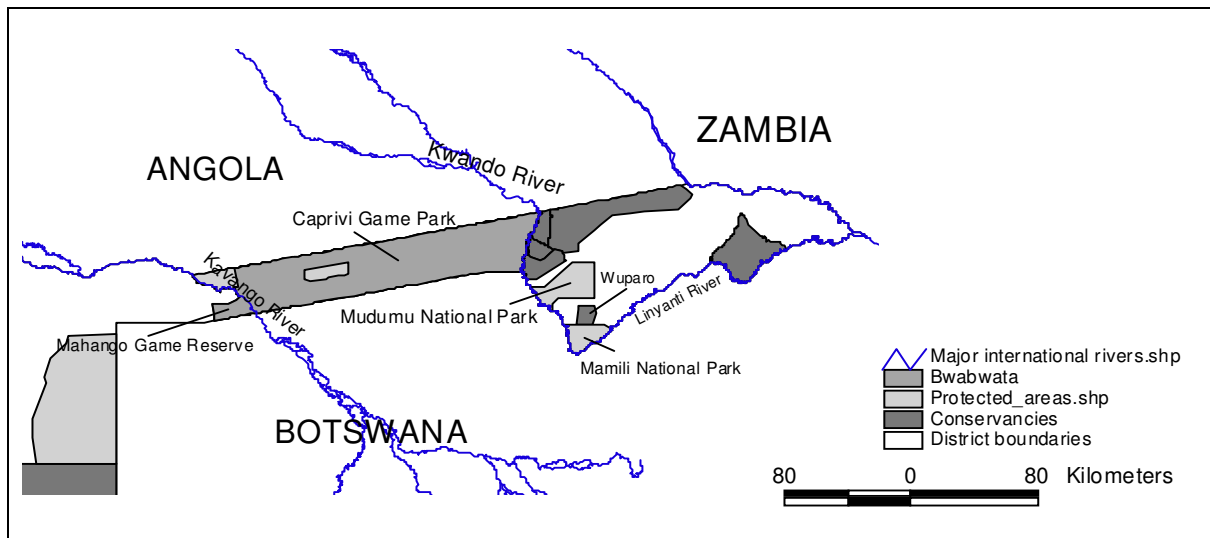 ZAMBIA
ANGOLA
Kwando River
Caprivi Game Park
Kavango River
Wuparo
Linyanti River
Mudumu National Park
Mahango Game Reserve
Mamili National Park
BOTSWANA
Major international rivers.shp
Bwabwata
Protected_areas.shp
Conservancies
District boundaries
80 0 80 Kilometers